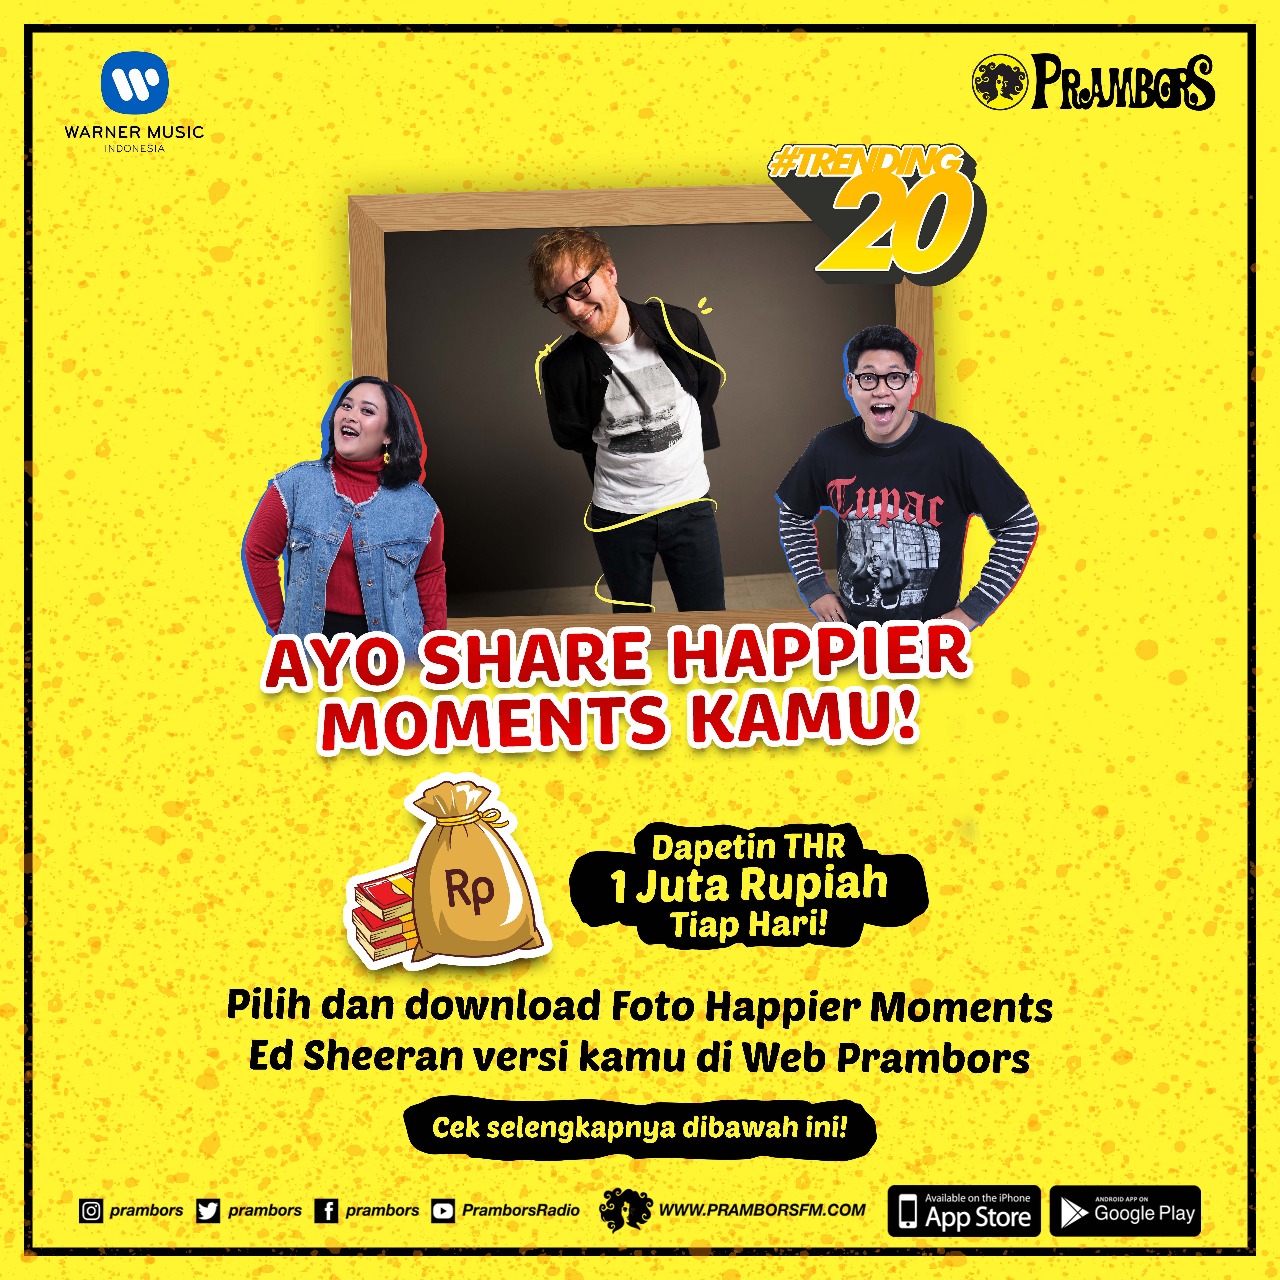 WARNER MUSIC
INDONESIA
PRAMBORS
#TRENDING
20
Tupac
AYO SHARE HAPPIER
MOMENTS KAMU!
Rp
Dapetin THR
1 Juta Rupiah
Tiap Hari!
Pilih dan download Foto Happier Moments
Ed Sheeran versi kamu di Web Prambors
Cek selengkapnya dibawah ini!
prambors
prambors
prambors
PramborsRadio
WWW.PRAMBORSFM.COM
Available on the iPhone
App Store
ANDROID APP ON
Google Play